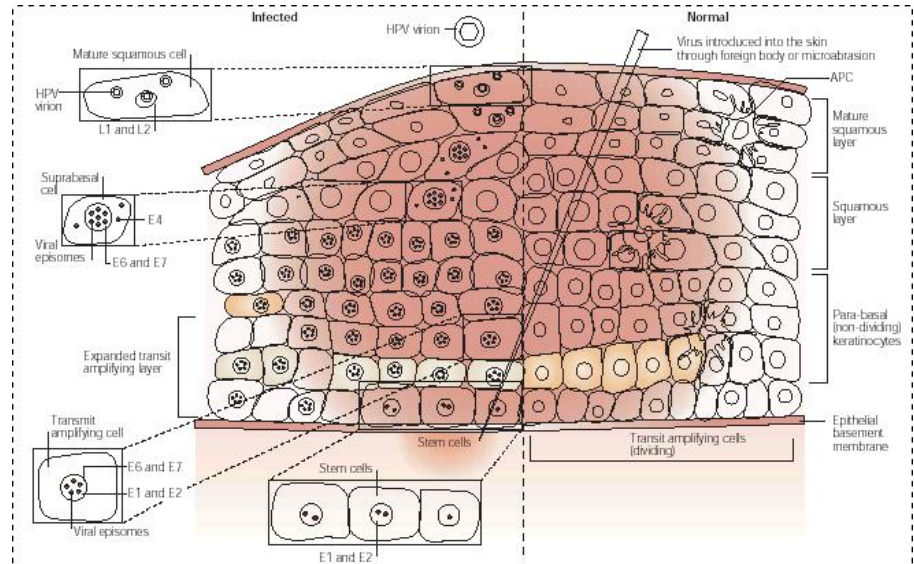 Infected
Normal
HPV virion
Virus introduced into the skin
through foreign body or microabrasion
Mature squamous cell
APC
HPV
virion
L1 and L2
Mature
squamous
layer
Suprabasal
cell
E4
Viral
episomes
E6 and E7
Squamous
layer
Expanded transit
amplifying layer
Para-basal
(non-dividing)
keratinocytes
Transmit
amplifying cell
E6 and E7
E1 and E2
Viral episomes
Stem cells
Transit amplifying cells
(dividing)
Epithelial
basement
membrane
Stem cells
E1 and E2